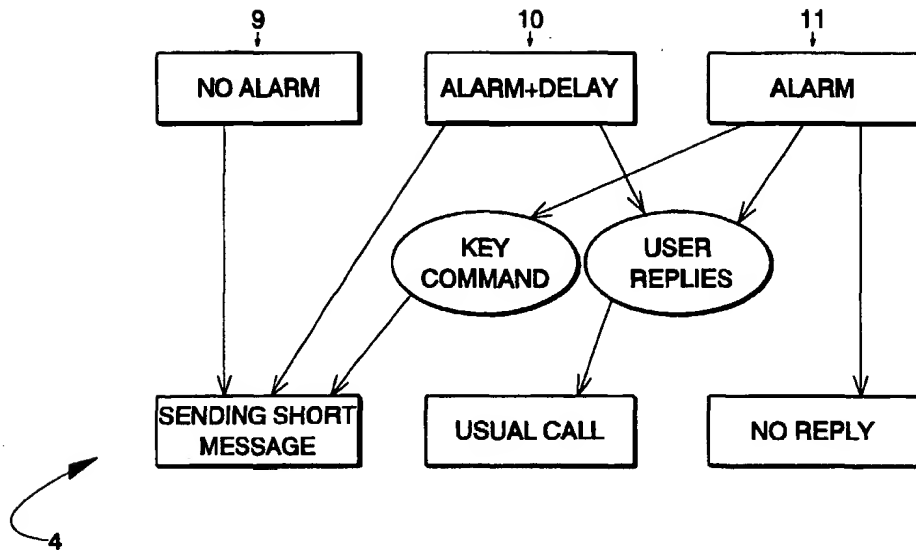 9
10
11
NO ALARM
ALARM+DELAY
ALARM
KEY
COMMAND
USER
REPLIES
SENDING SHORT
MESSAGE
USUAL CALL
NO REPLY
4